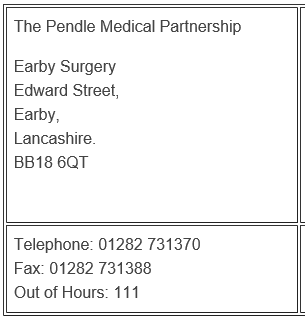 The Pendle Medical Partnership
Earby Surgery
Edward Street,
Earby,
Lancashire.
BB18 6QT
Telephone: 01282 731370
Fax: 01282 731388
Out of Hours: 111